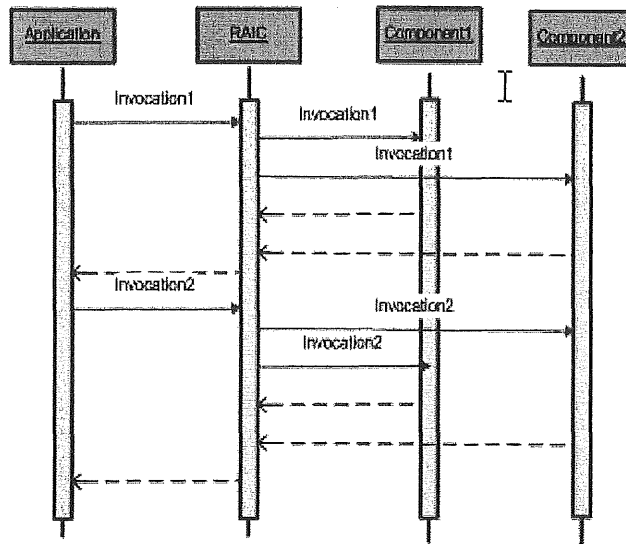 Application
RAIC
Component1
Component2
Invocation1
Invocation1
Invocation1
Invocation2
Invocation2
Invocation2